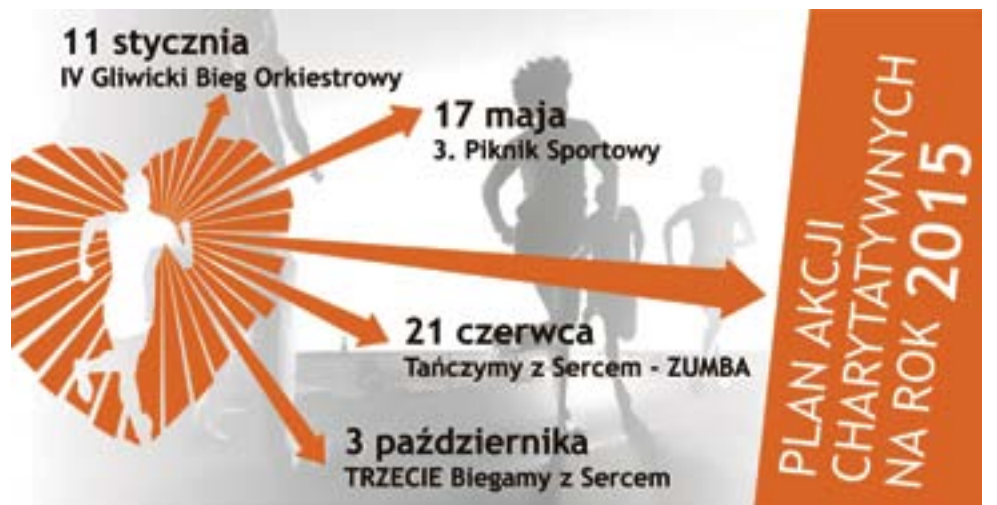 11 stycznia
IV Gliwicki Bieg Orkiestrowy
17 maja
3. Piknik Sportowy
21 czerwca
Tańczymy z Sercem - ZUMBA
3 października
TRZECIE Biegamy z Sercem
PLAN AKCJI
CHARYTATYWNYCH
NA ROK 2015